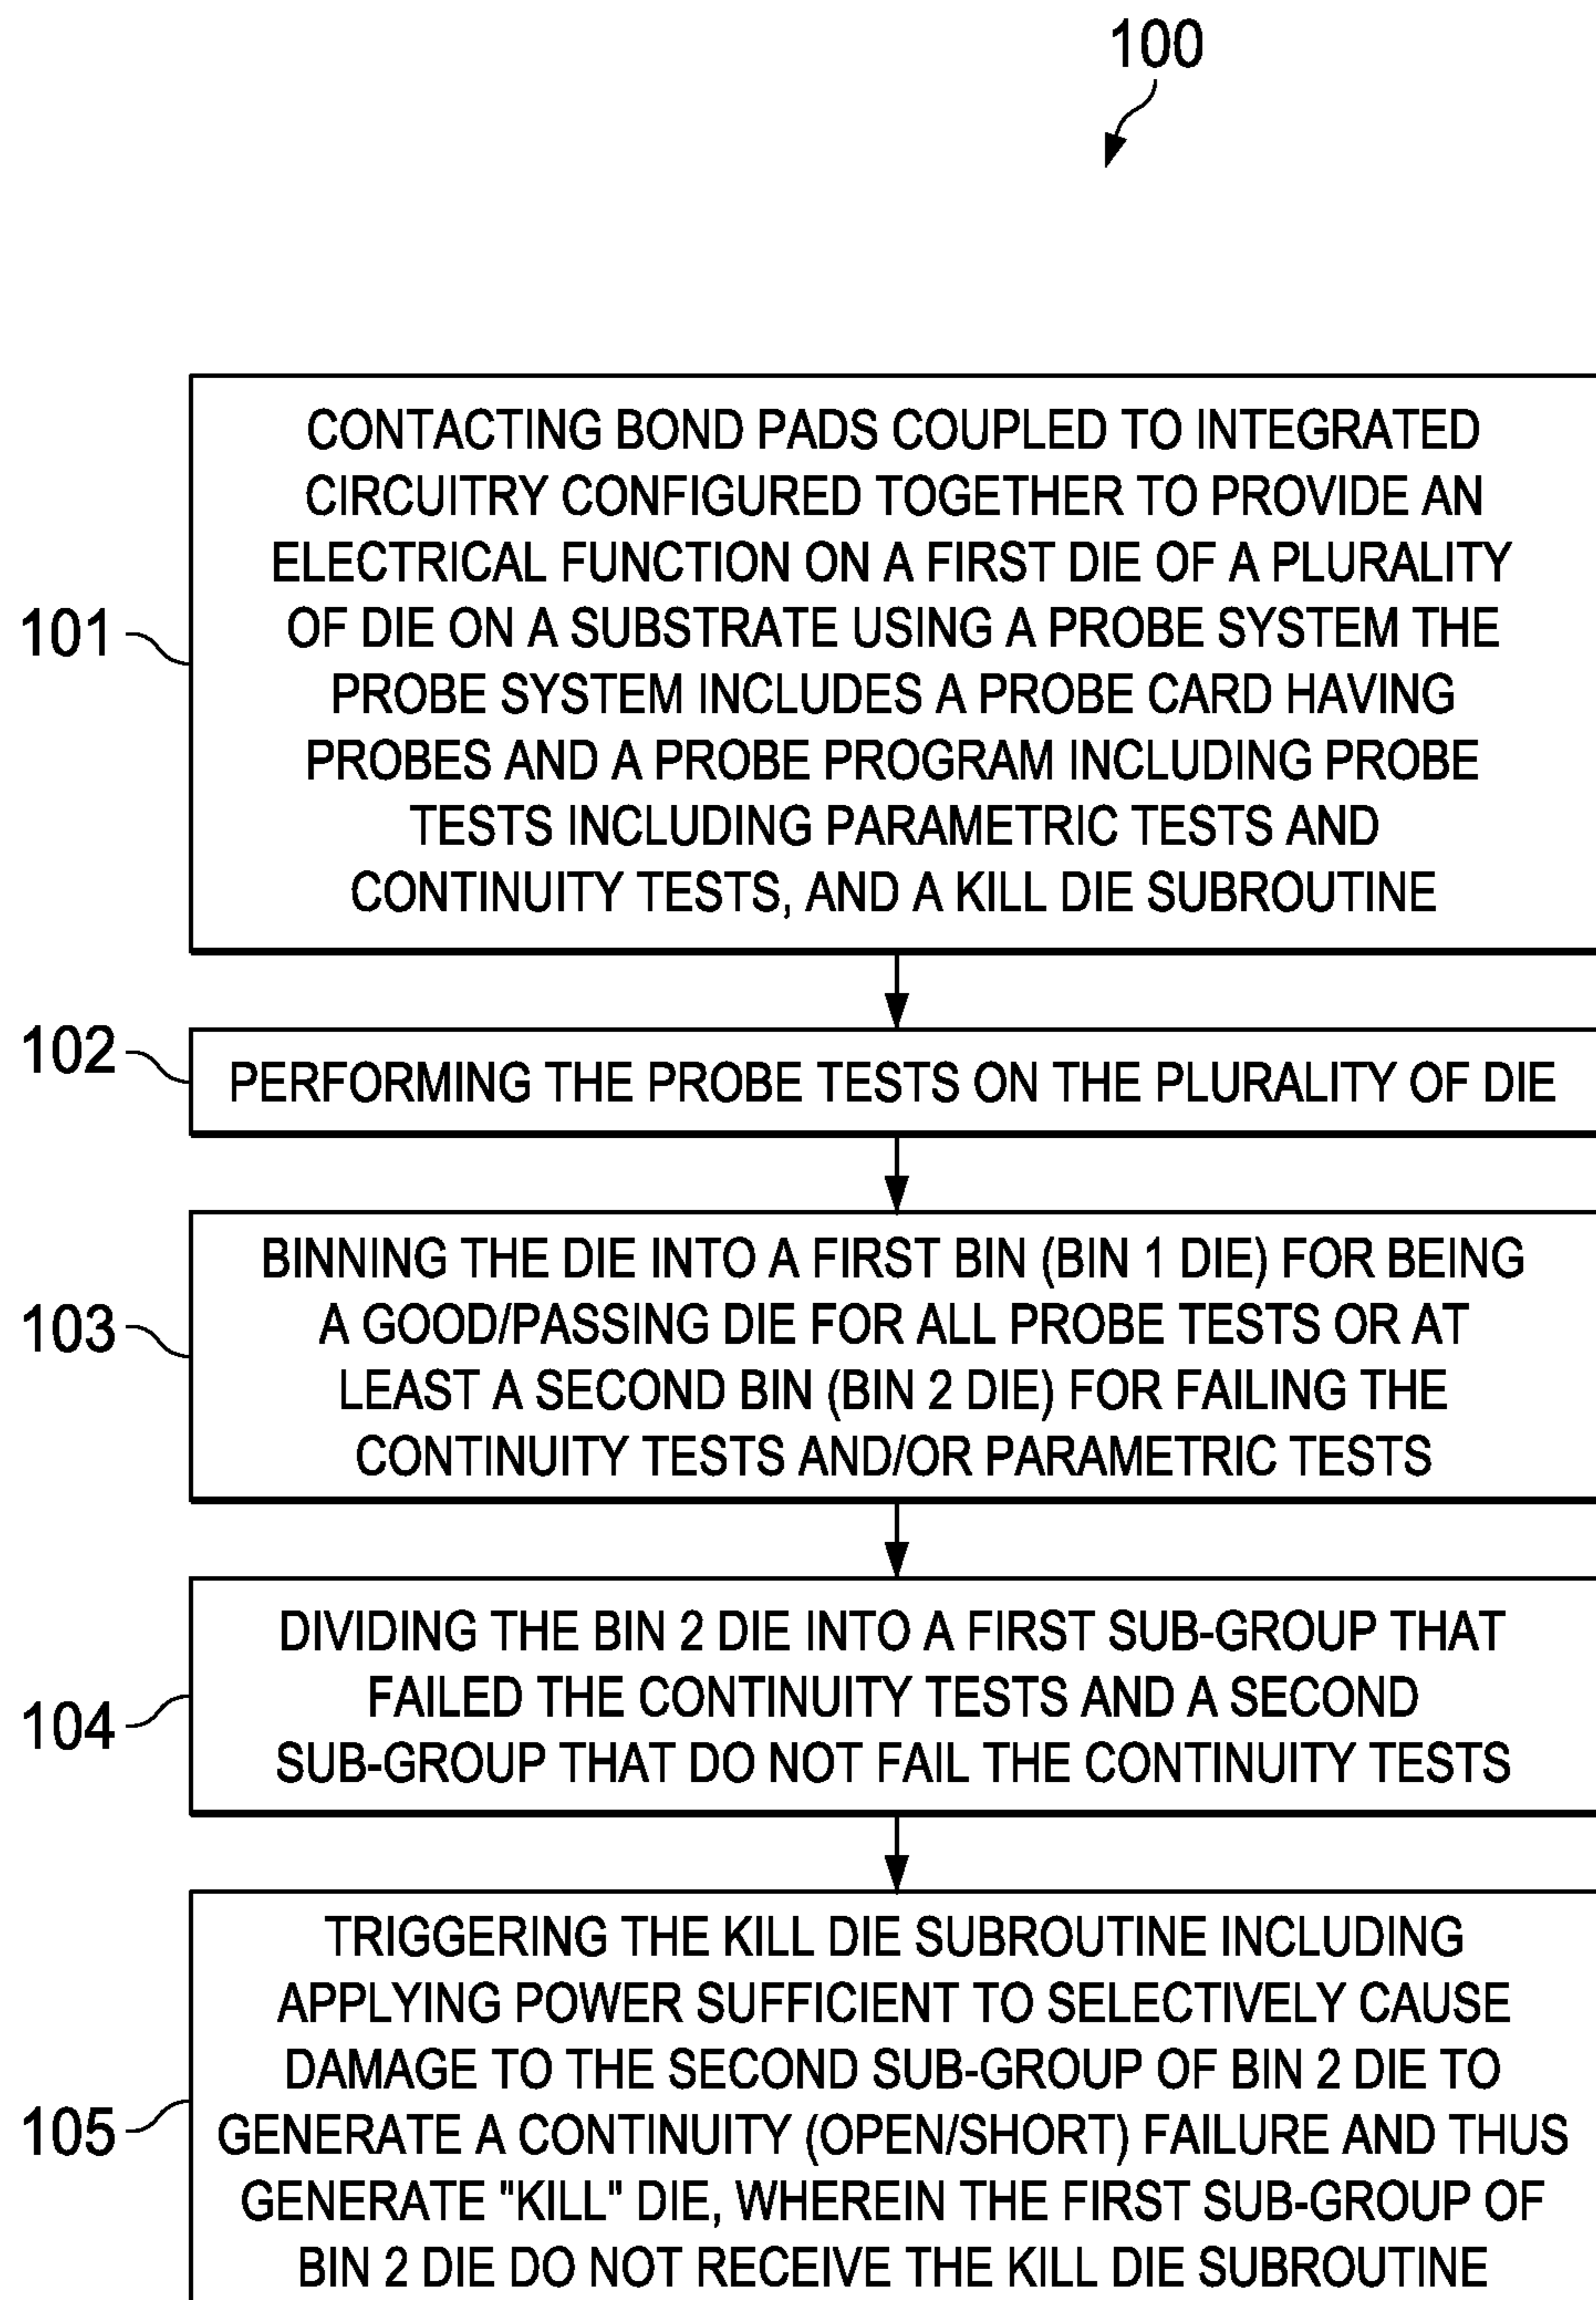 100
101
CONTACTING BOND PADS COUPLED TO INTEGRATED
CIRCUITRY CONFIGURED TOGETHER TO PROVIDE AN
ELECTRICAL FUNCTION ON A FIRST DIE OF A PLURALITY
OF DIE ON A SUBSTRATE USING A PROBE SYSTEM THE
PROBE SYSTEM INCLUDES A PROBE CARD HAVING
PROBES AND A PROBE PROGRAM INCLUDING PROBE
TESTS INCLUDING PARAMETRIC TESTS AND
CONTINUITY TESTS, AND A KILL DIE SUBROUTINE
102
PERFORMING THE PROBE TESTS ON THE PLURALITY OF DIE
103
BINNING THE DIE INTO A FIRST BIN (BIN 1 DIE) FOR BEING
A GOOD/PASSING DIE FOR ALL PROBE TESTS OR AT
LEAST A SECOND BIN (BIN 2 DIE) FOR FAILING THE
CONTINUITY TESTS AND/OR PARAMETRIC TESTS
104
DIVIDING THE BIN 2 DIE INTO A FIRST SUB-GROUP THAT
FAILED THE CONTINUITY TESTS AND A SECOND
SUB-GROUP THAT DO NOT FAIL THE CONTINUITY TESTS
105
TRIGGERING THE KILL DIE SUBROUTINE INCLUDING
APPLYING POWER SUFFICIENT TO SELECTIVELY CAUSE
DAMAGE TO THE SECOND SUB-GROUP OF BIN 2 DIE TO
GENERATE A CONTINUITY (OPEN/SHORT) FAILURE AND THUS
GENERATE "KILL" DIE, WHEREIN THE FIRST SUB-GROUP OF
BIN 2 DIE DO NOT RECEIVE THE KILL DIE SUBROUTINE